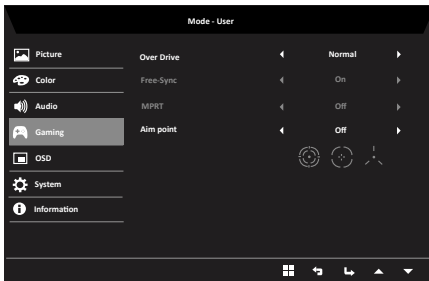 Mode - User
Picture
Over Drive Normal
Color
Free-Sync On
Audio
MPRT Off
Gaming
Aim point Off
OSD
System
Information